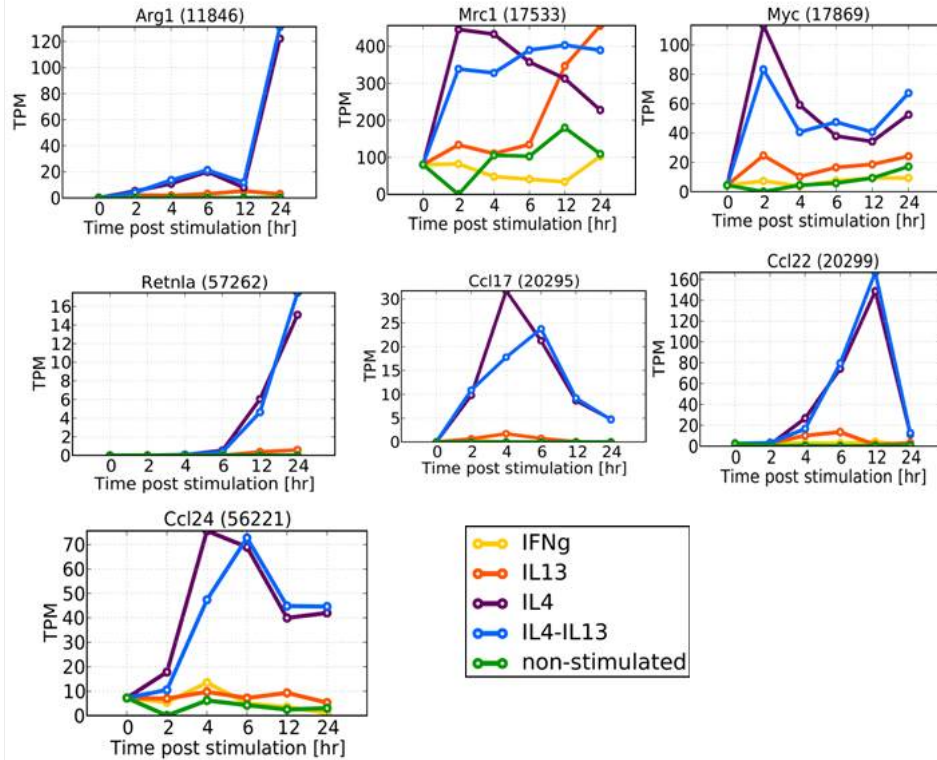 Arg1 (11846)
TPM
120
100
80
60
40
20
0
0 2 4 6 12 24
Time post stimulation [hr]
Mrc1 (17533)
TPM
400
300
200
100
0
0 2 4 6 12 24
Time post stimulation [hr]
Myc (17869)
TPM
100
80
60
40
20
0
0 2 4 6 12 24
Time post stimulation [hr]
Retnla (57262)
TPM
16
14
12
10
8
6
4
2
0
0 2 4 6 12 24
Time post stimulation [hr]
Ccl17 (20295)
TPM
30
25
20
15
10
5
0
0 2 4 6 12 24
Time post stimulation [hr]
Ccl22 (20299)
TPM
160
140
120
100
80
60
40
20
0
0 2 4 6 12 24
Time post stimulation [hr]
Ccl24 (56221)
TPM
70
60
50
40
30
20
10
0
0 2 4 6 12 24
Time post stimulation [hr]
IFNg
IL13
IL4
IL4-IL13
non-stimulated